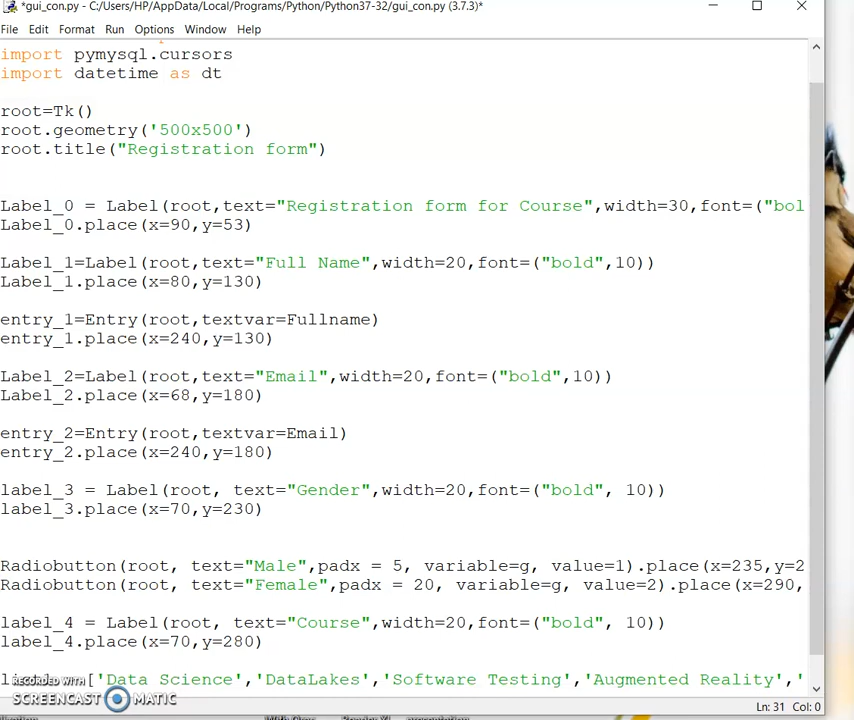 *gui_con.py - C:/Users/HP/AppData/Local/Programs/Python/Python37-32/gui_con.py (3.7.3)*
File Edit Format Run Options Window Help
import pymysql.cursors
import datetime as dt
root=Tk()
root.geometry('500x500')
root.title("Registration form")
Label_0 = Label(root,text="Registration form for Course",width=30,font=("bol
Label_0.place(x=90,y=53)
Label_1=Label(root,text="Full Name",width=20,font=("bold",10))
Label_1.place(x=80,y=130)
entry_1=Entry(root,textvar=Fullname)
entry_1.place(x=240,y=130)
Label_2=Label(root,text="Email",width=20,font=("bold",10))
Label_2.place(x=68,y=180)
entry_2=Entry(root,textvar=Email)
entry_2.place(x=240,y=180)
label_3 = Label(root, text="Gender",width=20,font=("bold", 10))
label_3.place(x=70,y=230)
Radiobutton(root, text="Male",padx = 5, variable=g, value=1).place(x=235,y=2
Radiobutton(root, text="Female",padx = 20, variable=g, value=2).place(x=290,
label_4 = Label(root, text="Course",width=20,font=("bold", 10))
label_4.place(x=70,y=280)
['Data Science','DataLakes','Software Testing','Augmented Reality','
RECORDED WITH
SCREENCAST MATIC
Ln: 31 Col: 0